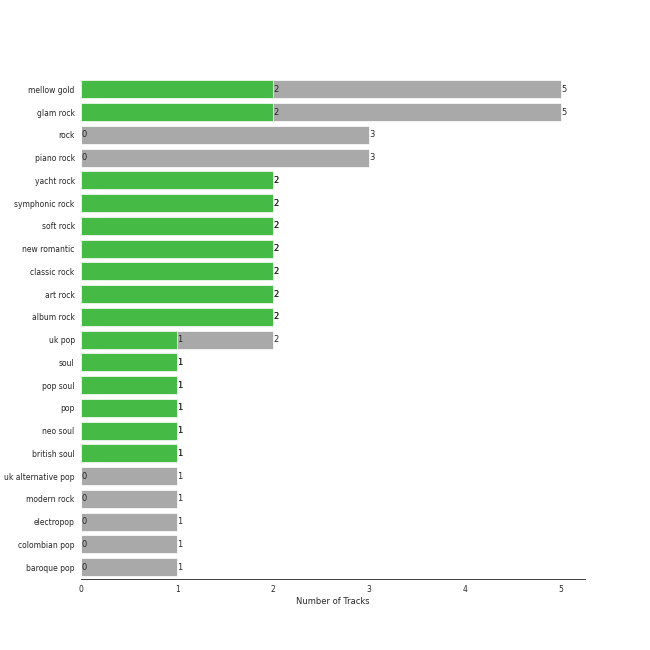 mellow gold 2 5
glam rock 2 5
rock 0 3
piano rock 0 3
yacht rock 2
symphonic rock 2
soft rock 2
new romantic 2
classic rock 2
art rock 2
album rock 2
uk pop 1 2
soul 1
pop soul 1
pop 1
neo soul 1
british soul 1
uk alternative pop 0 1
modern rock 0 1
electropop 0 1
colombian pop 0 1
baroque pop 0 1
0 1 2 3 4 5
Number of Tracks